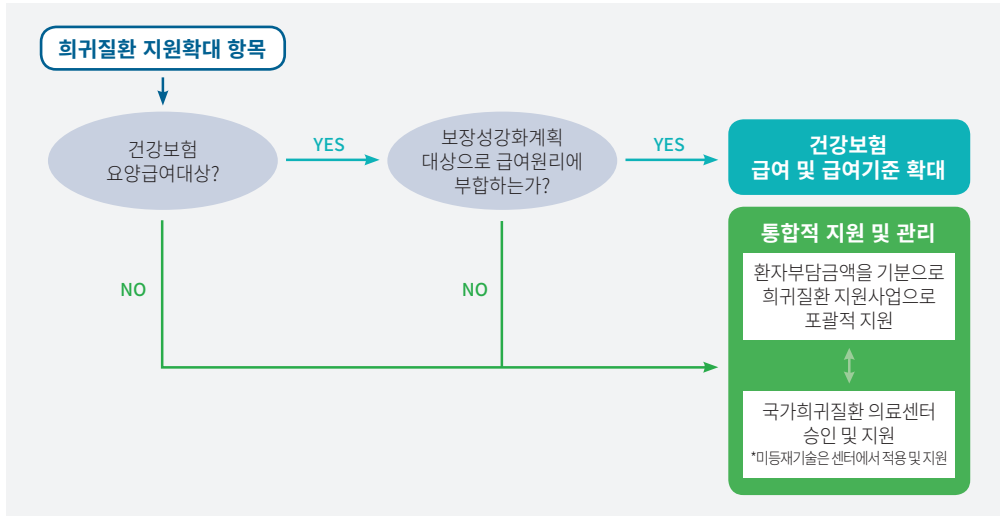 희귀질환 지원확대 항목
건강보험
요양급여대상?
YES
보장성강화계획
대상으로 급여원리에
부합하는가?
YES
건강보험
급여 및 급여기준 확대
NO
NO
통합적 지원 및 관리
환자부담금액을 기분으로
희귀질환 지원사업으로
포괄적 지원
국가희귀질환 의료센터
승인 및 지원
*미등재기술은 센터에서 적용 및 지원